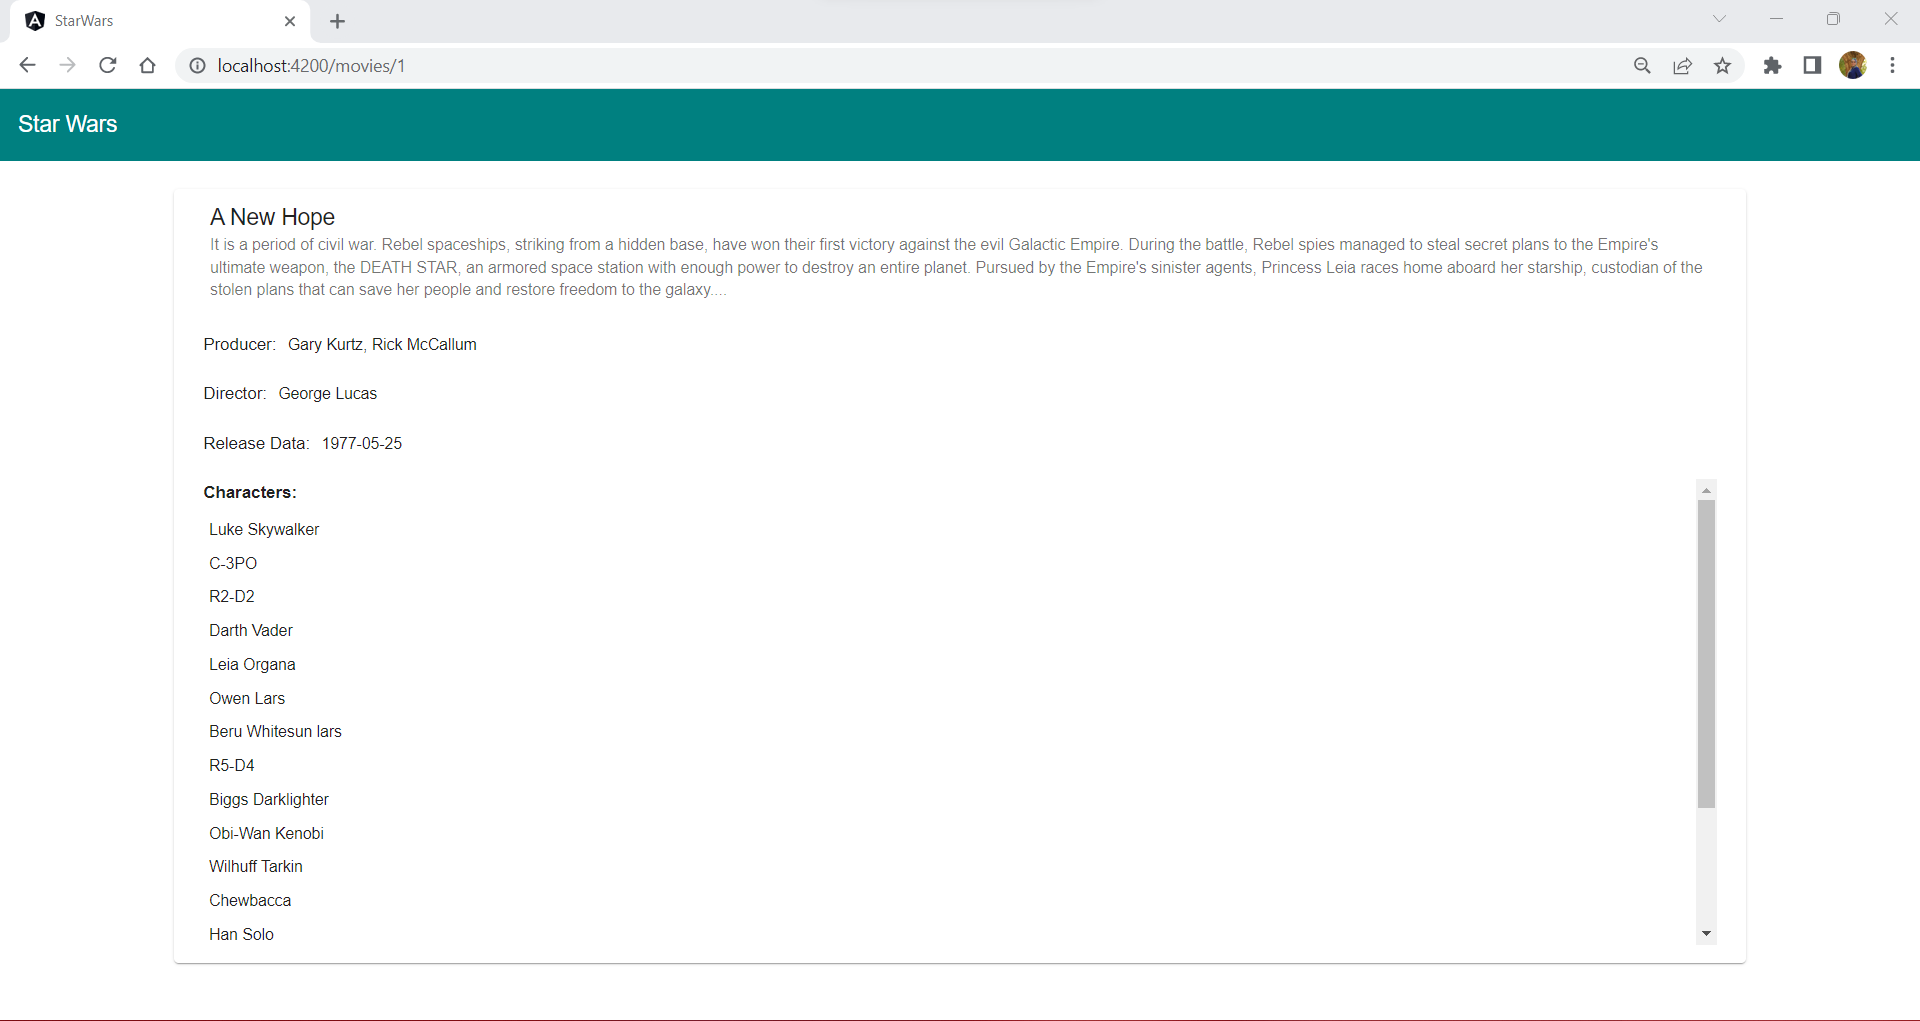 StarWars
localhost:4200/movies/1
Star Wars
A New Hope
It is a period of civil war. Rebel spaceships, striking from a hidden base, have won their first victory against the evil Galactic Empire. During the battle, Rebel spies managed to steal secret plans to the Empire's
ultimate weapon, the DEATH STAR, an armored space station with enough power to destroy an entire planet. Pursued by the Empire's sinister agents, Princess Leia races home aboard her starship, custodian of the
stolen plans that can save her people and restore freedom to the galaxy....
Producer: Gary Kurtz, Rick McCallum
Director: George Lucas
Release Data: 1977-05-25
Characters:
Luke Skywalker
C-3PO
R2-D2
Darth Vader
Leia Organa
Owen Lars
Beru Whitesun lars
R5-D4
Biggs Darklighter
Obi-Wan Kenobi
Wilhuff Tarkin
Chewbacca
Han Solo